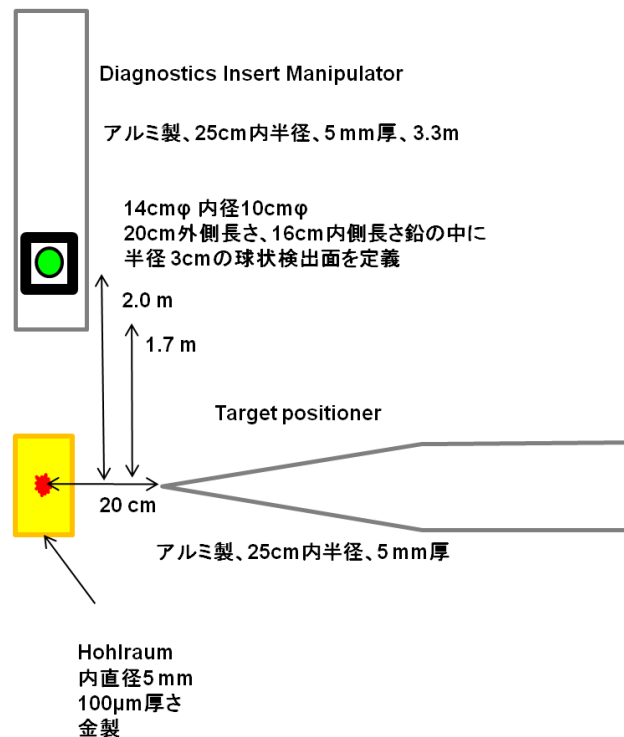 Diagnostics Insert Manipulator
アルミ製、25cm内半径、5 mm厚、3.3m
14cmφ 内径10cmφ
20cm外側長さ、16cm内側長さ鉛の中に
半径 3cmの球状検出面を定義
2.0 m
1.7 m
Target positioner
20 cm
アルミ製、25cm内半径、5 mm厚
Hohlraum
内直径5 mm
100μm厚さ
金製